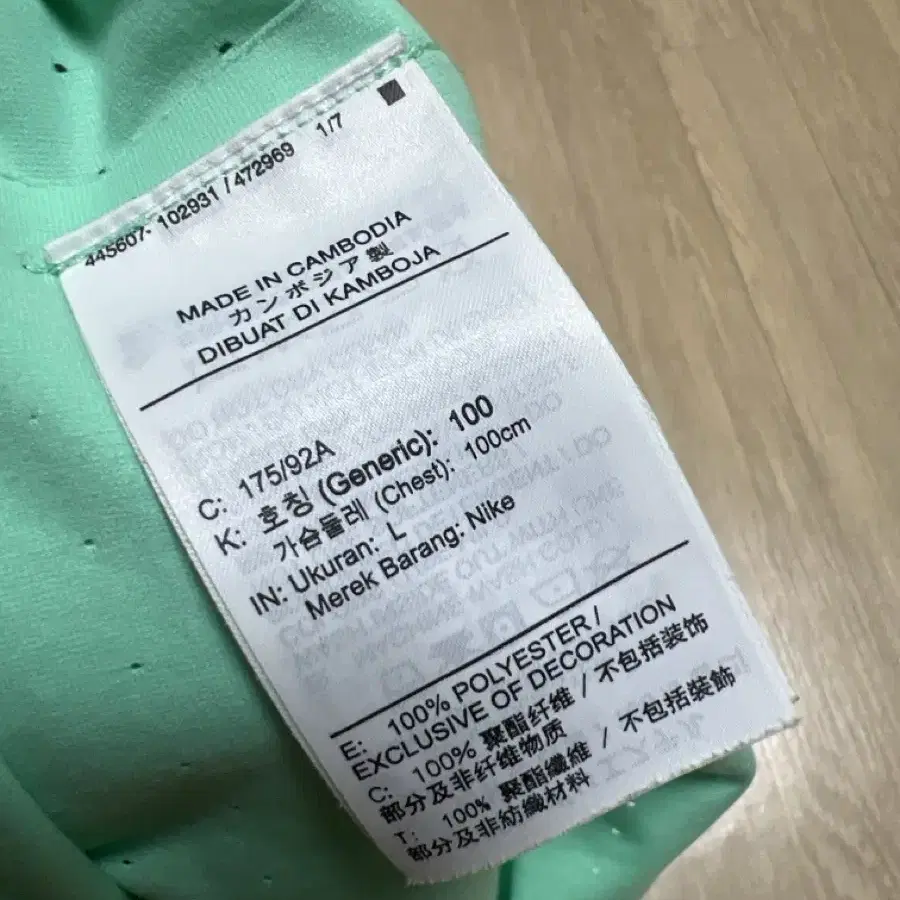 445607- 102931 / 472969 1/7
MADE IN CAMBODIA
カンボジア製
DIBUAT DI KAMBOJA
C: 175/92A
K: 호칭 (Generic): 100
가슴둘레 (Chest): 100cm
IN: Ukuran: L
Merek Barang: Nike
E: 100% POLYESTER /
EXCLUSIVE OF DECORATION
C: 100% 聚酯纤维 / 不包括装饰
部分及非纤维物质
T: 100% 聚酯纖維 / 不包括裝飾
部分及非紡織材料